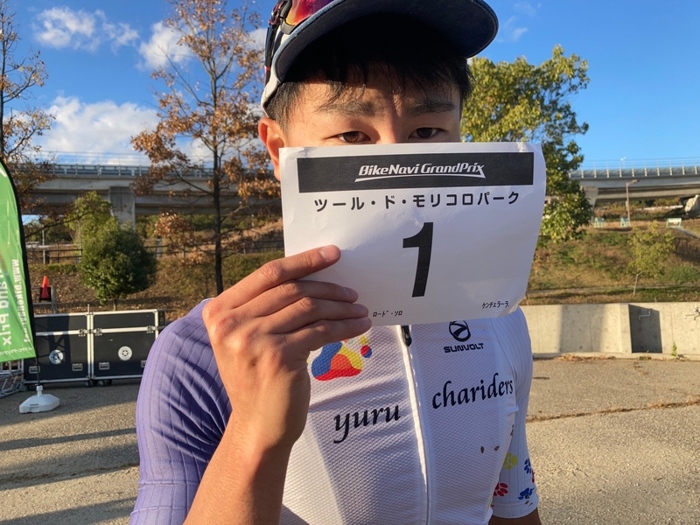 BIKENAVI GRANDPRIX
ツール・ド・モリコロパーク
1
ロード・ソロ
ケンチェラーラ.
SUNVOLT
yuru chariders